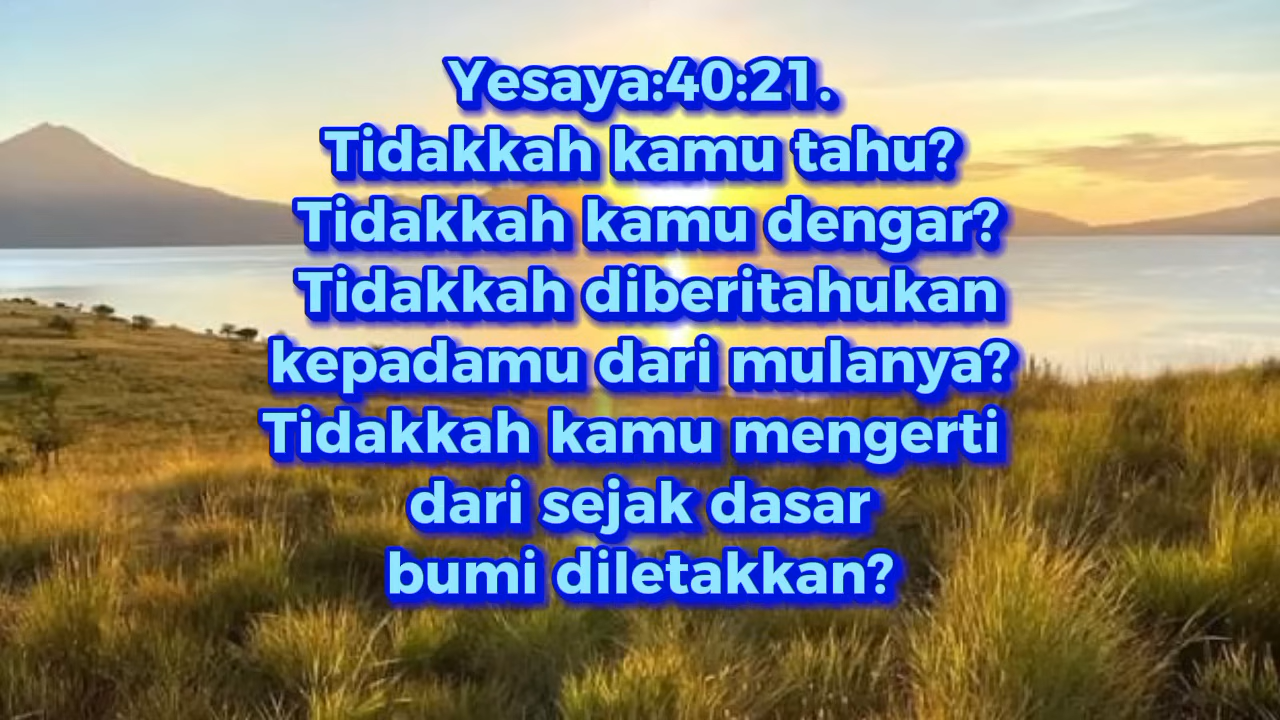 Yesaya:40:21.
Tidakkah kamu tahu?
Tidakkah kamu dengar?
Tidakkah diberitahukan
kepadamu dari mulanya?
Tidakkah kamu mengerti
dari sejak dasar
bumi diletakkan?